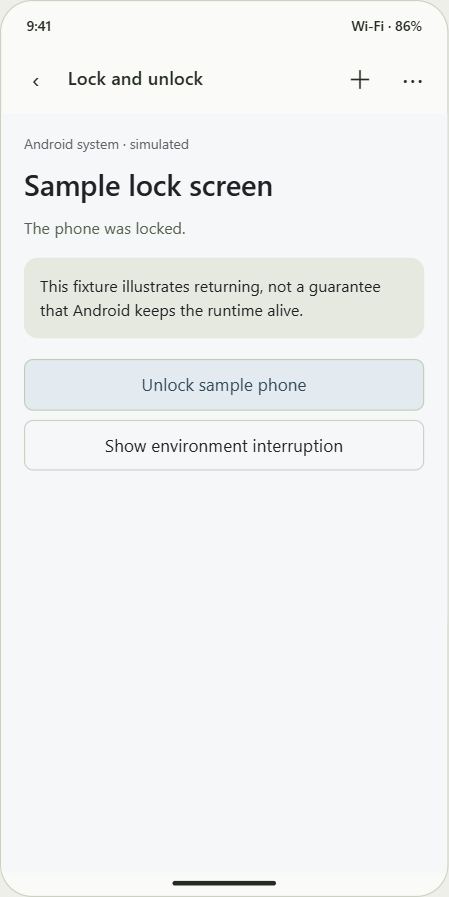 9:41
Wi-Fi · 86%
‹ Lock and unlock + …
Android system · simulated
Sample lock screen
The phone was locked.
This fixture illustrates returning, not a guarantee
that Android keeps the runtime alive.
Unlock sample phone
Show environment interruption